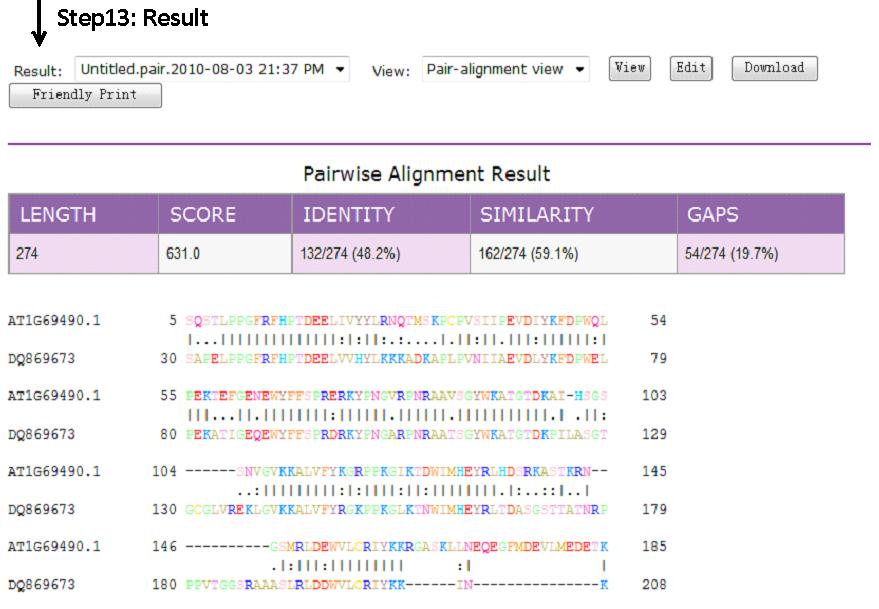 Step13: Result
Result: Untitled.pair.2010-08-03 21:37 PM View: Pair-alignment view View Edit Download
Friendly Print
Pairwise Alignment Result
LENGTH SCORE IDENTITY SIMILARITY GAPS
274 631.0 132/274 (48.2%) 162/274 (59.1%) 54/274 (19.7%)
AT1G69490.1 5 SQSTLPPGFRFHPTDEELIVYYLRNQTMSKPCPVSIIPEVDIYKFDPWQL 54
DQ869673 30 SAPELPPGFRFHPTDEELVVHYLKKKADKAPLPVNIIAEVDLYKFDPWEL 79
AT1G69490.1 55 PEKTEFGENEWYFFSPRERKYPNGVRPNRAAVSGYWKATGTDKAI-HSGS 103
DQ869673 80 PEKATIGEQEWYFFSPRDRKYPNGARPNRAATSGYWKATGTDKPILASGT 129
AT1G69490.1 104 ------SNVGVKKALVFYKGRPPKGIKTDWIMHEYRLHDSRKASTKRN-- 145
DQ869673 130 GCGLVREKLGVKKALVFYRGKPPKGLKTNWIMHEYRLTDASGSTTATNRP 179
AT1G69490.1 146 ----------GSMRLDEWVLCRIYKKRGASKLLNEQEGFMDEVLMEDETK 185
DQ869673 180 PPVTGGSRAAASLRLDDWVLCRIYKK------IN---------------K 208